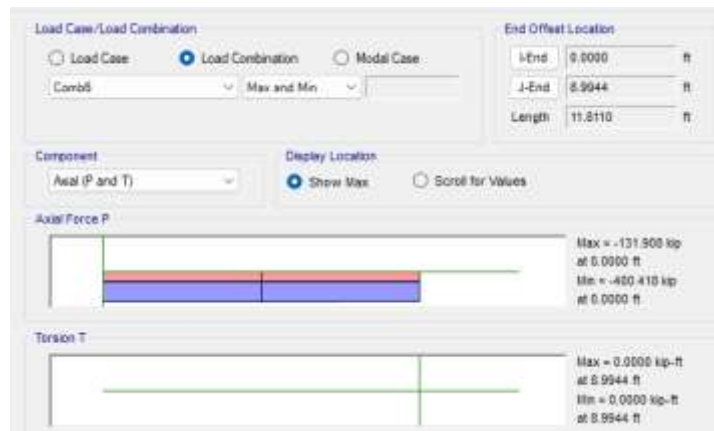 Load Case/Load Combination
Load Case
Load Combination
Modal Case
Comb5
Max and Min
End Offset Location
I-End 0.0000 ft
J-End 8.9944 ft
Length 11.8110 ft
Component
Axial (P and T)
Display Location
Show Max
Scroll for Values
Axial Force P
Max = -131.908 kip
at 0.0000 ft
Min = -400.418 kip
at 0.0000 ft
Torsion T
Max = 0.0000 kip-ft
at 8.9944 ft
Min = 0.0000 kip-ft
at 8.9944 ft